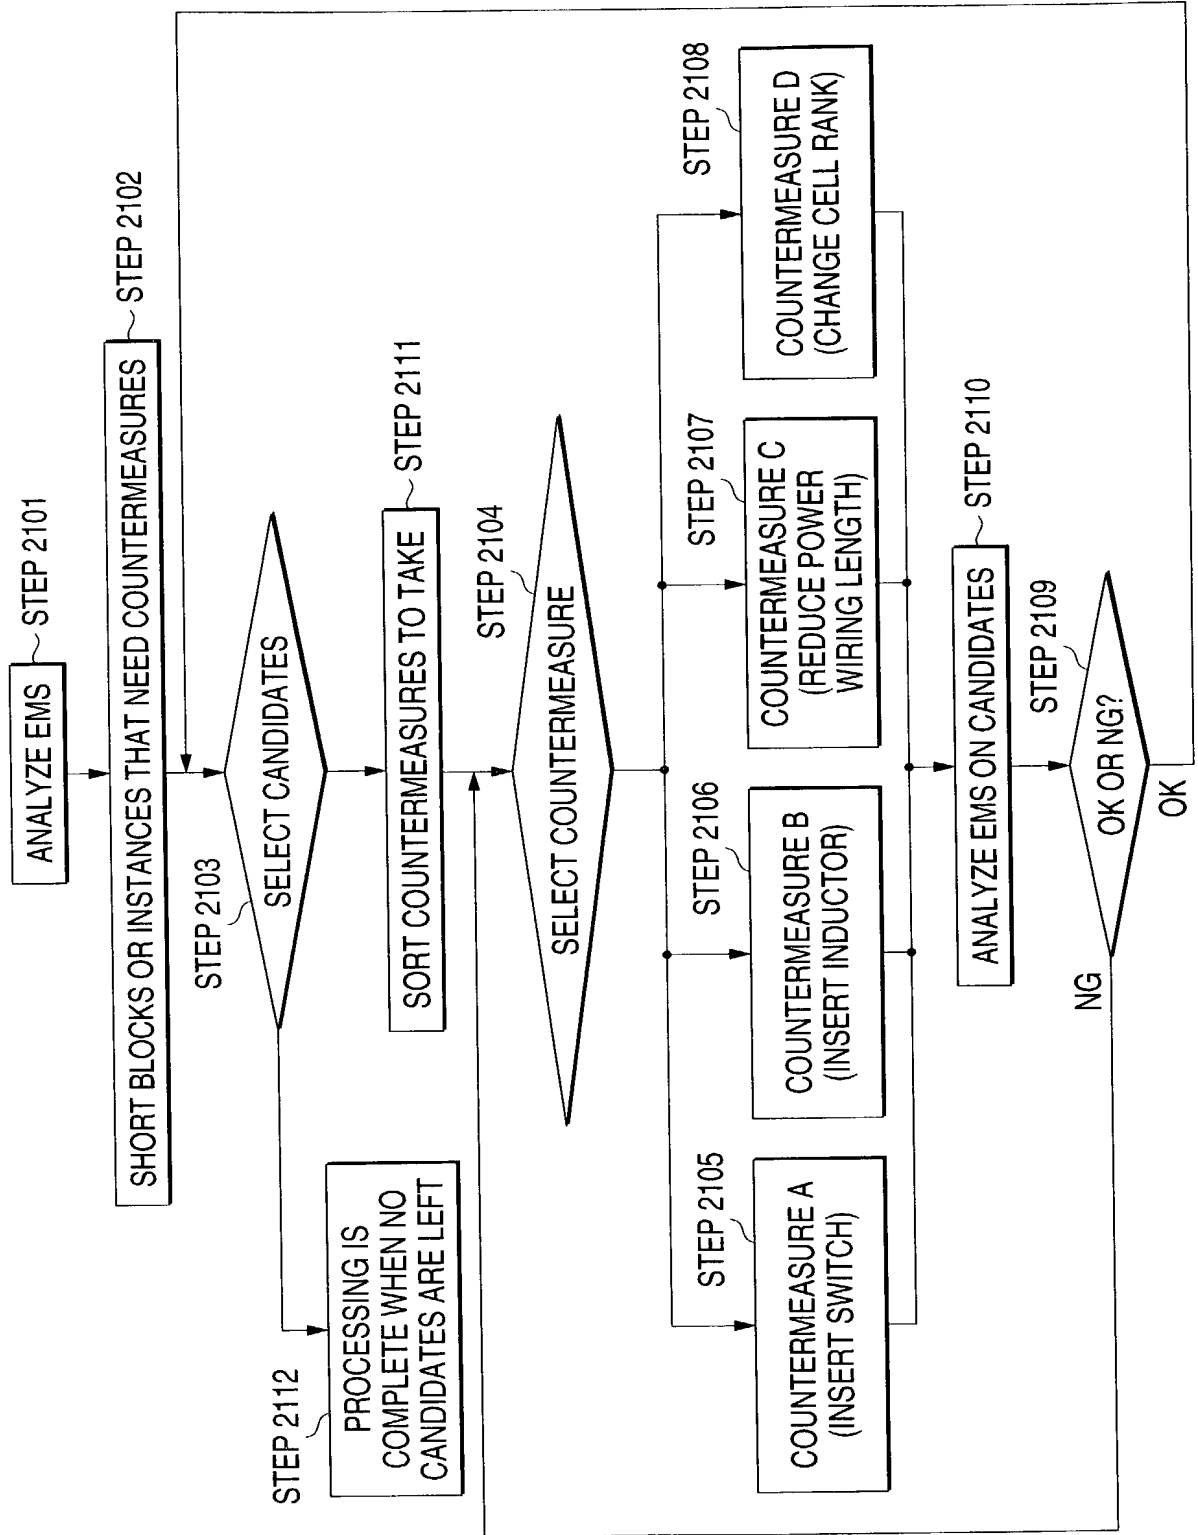 ANALYZE EMS
STEP 2101
SHORT BLOCKS OR INSTANCES THAT NEED COUNTERMEASURES
STEP 2102
STEP 2103
SELECT CANDIDATES
STEP 2112
PROCESSING IS
COMPLETE WHEN NO
CANDIDATES ARE LEFT
SORT COUNTERMEASURES TO TAKE
STEP 2111
STEP 2104
SELECT COUNTERMEASURE
STEP 2105
COUNTERMEASURE A
(INSERT SWITCH)
STEP 2106
COUNTERMEASURE B
(INSERT INDUCTOR)
STEP 2107
COUNTERMEASURE C
(REDUCE POWER
WIRING LENGTH)
STEP 2108
COUNTERMEASURE D
(CHANGE CELL RANK)
ANALYZE EMS ON CANDIDATES
STEP 2110
STEP 2109
OK OR NG?
NG
OK